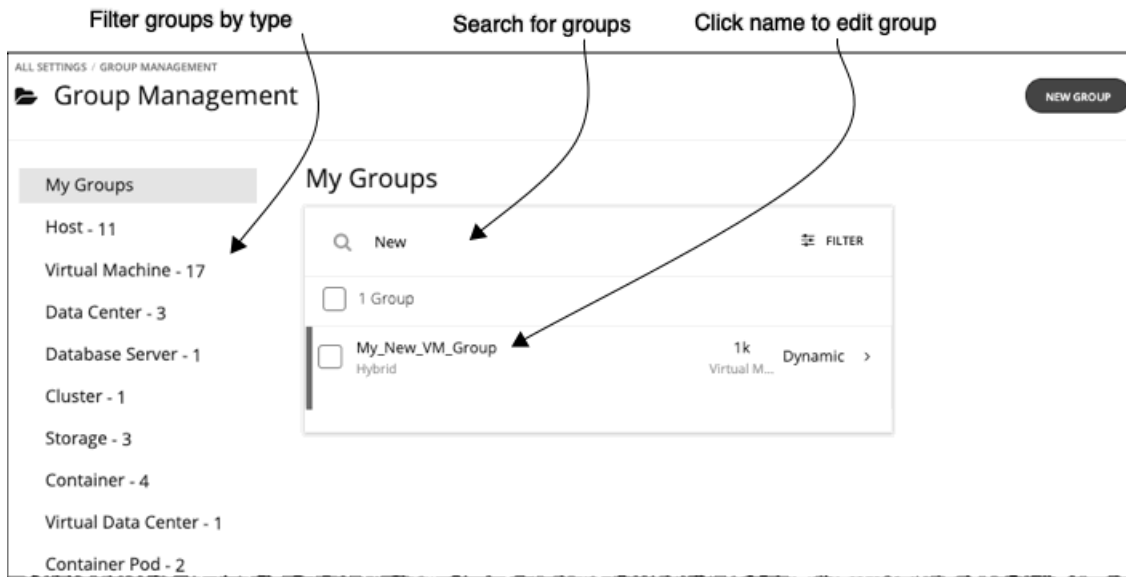 Filter groups by type
Search for groups
Click name to edit group
ALL SETTINGS / GROUP MANAGEMENT
Group Management
NEW GROUP
My Groups
Host - 11
Virtual Machine - 17
Data Center - 3
Database Server - 1
Cluster - 1
Storage - 3
Container - 4
Virtual Data Center - 1
Container Pod - 2
My Groups
New
FILTER
1 Group
My_New_VM_Group
Hybrid
1k
Virtual M...
Dynamic